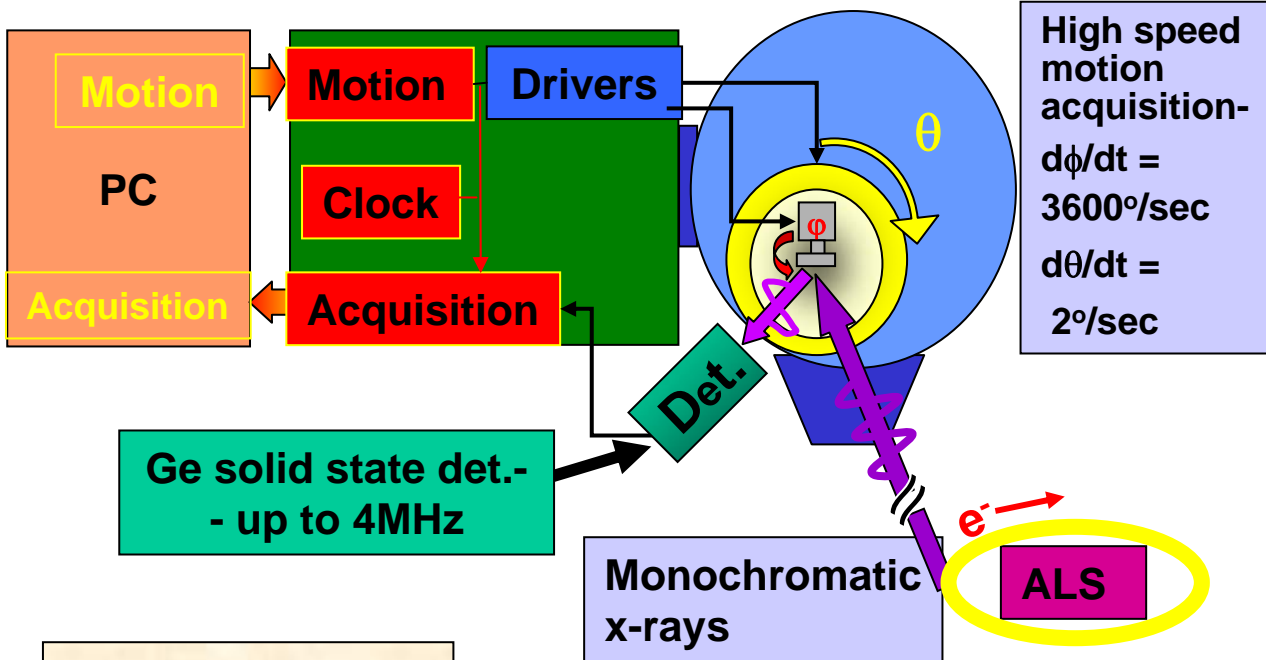 Motion
PC
Acquisition
Motion
Drivers
Clock
Acquisition
θ
φ
High speed
motion
acquisition-
dϕ/dt =
3600°/sec
dθ/dt =
2°/sec
Det.
Ge solid state det.-
- up to 4MHz
Monochromatic
x-rays
e-
ALS